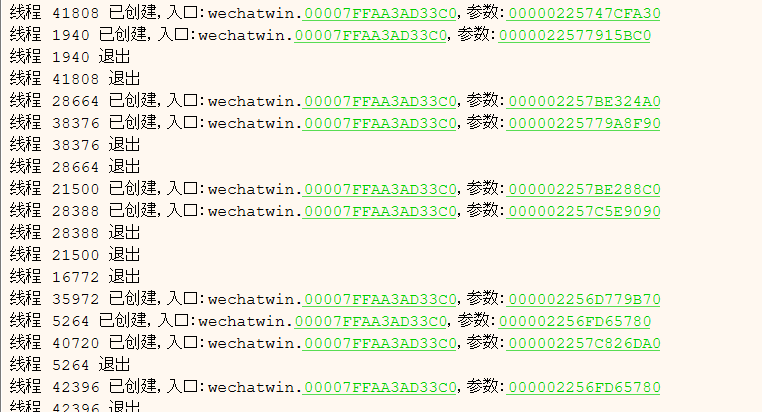 线程 41808 已创建,入口:wechatwin.00007FFAA3AD33C0,参数:00000225747CFA30
线程 1940 已创建,入口:wechatwin.00007FFAA3AD33C0,参数:0000022577915BC0
线程 1940 退出
线程 41808 退出
线程 28664 已创建,入口:wechatwin.00007FFAA3AD33C0,参数:000002257BE324A0
线程 38376 已创建,入口:wechatwin.00007FFAA3AD33C0,参数:00000225779A8F90
线程 38376 退出
线程 28664 退出
线程 21500 已创建,入口:wechatwin.00007FFAA3AD33C0,参数:000002257BE288C0
线程 28388 已创建,入口:wechatwin.00007FFAA3AD33C0,参数:000002257C5E9090
线程 28388 退出
线程 21500 退出
线程 16772 退出
线程 35972 已创建,入口:wechatwin.00007FFAA3AD33C0,参数:000002256D779B70
线程 5264 已创建,入口:wechatwin.00007FFAA3AD33C0,参数:000002256FD65780
线程 40720 已创建,入口:wechatwin.00007FFAA3AD33C0,参数:000002257C826DA0
线程 5264 退出
线程 42396 已创建,入口:wechatwin.00007FFAA3AD33C0,参数:000002256FD65780
线程 42396 退出